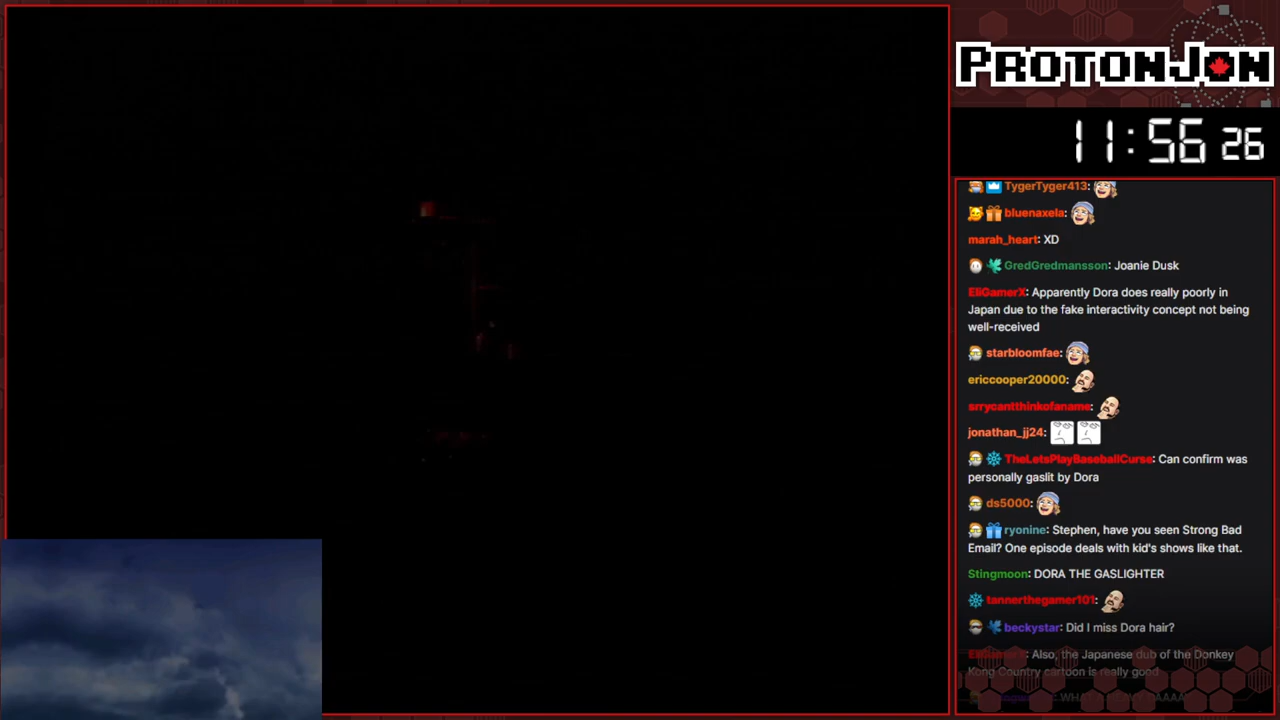 PROTONJON
11:56 26
TygerTyger413:
bluenaxela:
marah_heart: XD
GredGredmansson: Joanie Dusk
EliGamerX: Apparently Dora does really poorly in
Japan due to the fake interactivity concept not being
well-received
starbloomfae:
ericcooper20000:
srrycantthinkofaname:
jonathan_jj24:
TheLetsPlayBaseballCurse: Can confirm was
personally gaslit by Dora
ds5000:
ryonine: Stephen, have you seen Strong Bad
Email? One episode deals with kid's shows like that.
Stingmoon: DORA THE GASLIGHTER
tannerthegamer101:
beckystar: Did I miss Dora hair?
EliGamerX: Also, the Japanese dub of the Donkey
Kong Country cartoon is really good